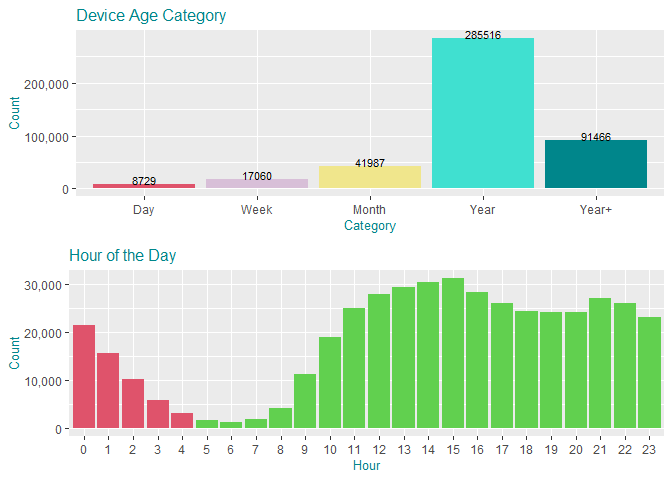 Device Age Category
285516
200,000
Count
100,000
91466
41987
17060
8729
0
Day Week Month Year Year+
Category
Hour of the Day
30,000
20,000
Count
10,000
0
0 1 2 3 4 5 6 7 8 9 10 11 12 13 14 15 16 17 18 19 20 21 22 23
Hour